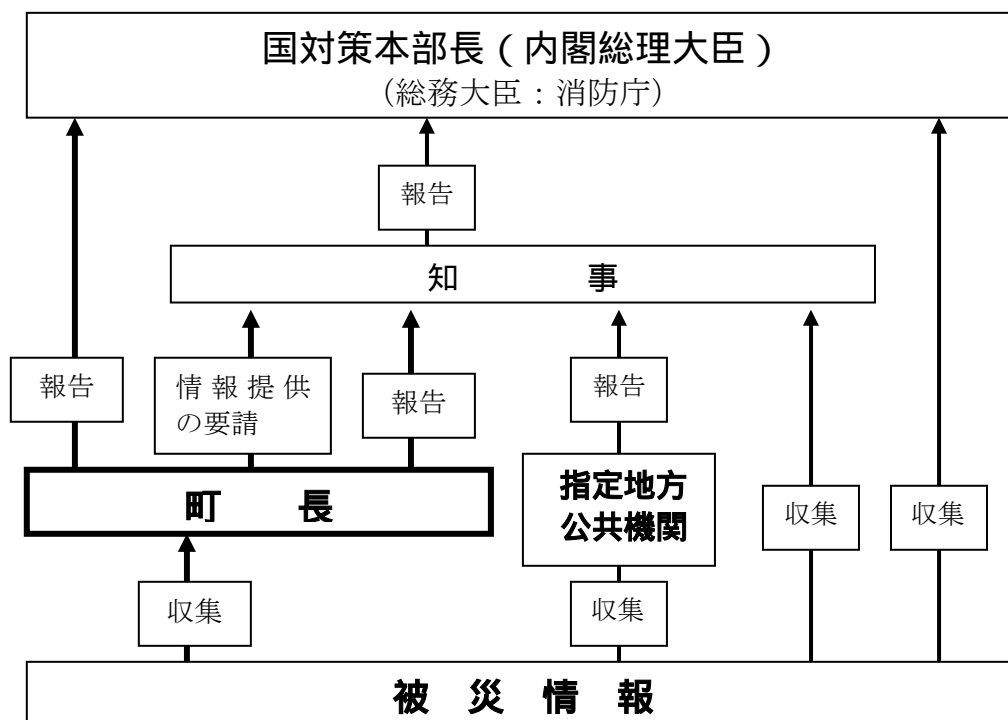 国対策本部長（内閣総理大臣）
（総務大臣：消防庁）
報告
知　　　事
報告
情報提供
の要請
報告
報告
町　　長
指定地方
公共機関
収集
収集
収集
収集
被　災　情　報